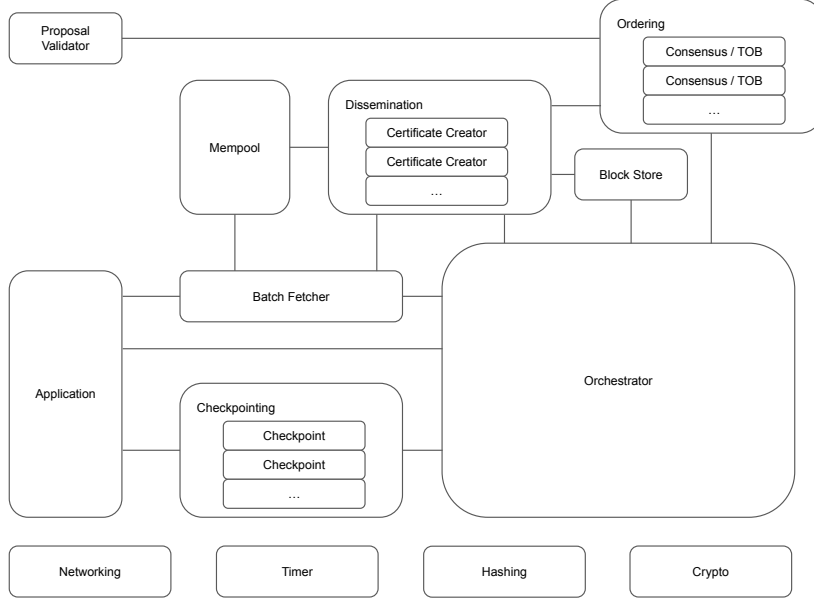 Proposal
Validator
Ordering
Consensus / TOB
Consensus / TOB
...
Mempool
Dissemination
Certificate Creator
Certificate Creator
...
Block Store
Batch Fetcher
Application
Orchestrator
Checkpointing
Checkpoint
Checkpoint
...
Networking
Timer
Hashing
Crypto